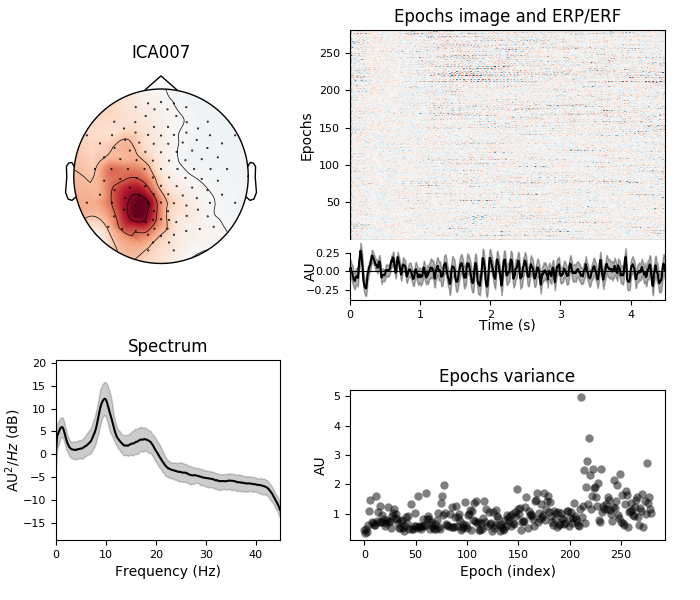 ICA007
Epochs image and ERP/ERF
Epochs
250
200
150
100
50
AU
0.25
0.00
−0.25
0 1 2 3 4
Time (s)
Spectrum
AU²/Hz (dB)
20
15
10
5
0
−5
−10
−15
0 10 20 30 40
Frequency (Hz)
Epochs variance
AU
5
4
3
2
1
0 50 100 150 200 250
Epoch (index)